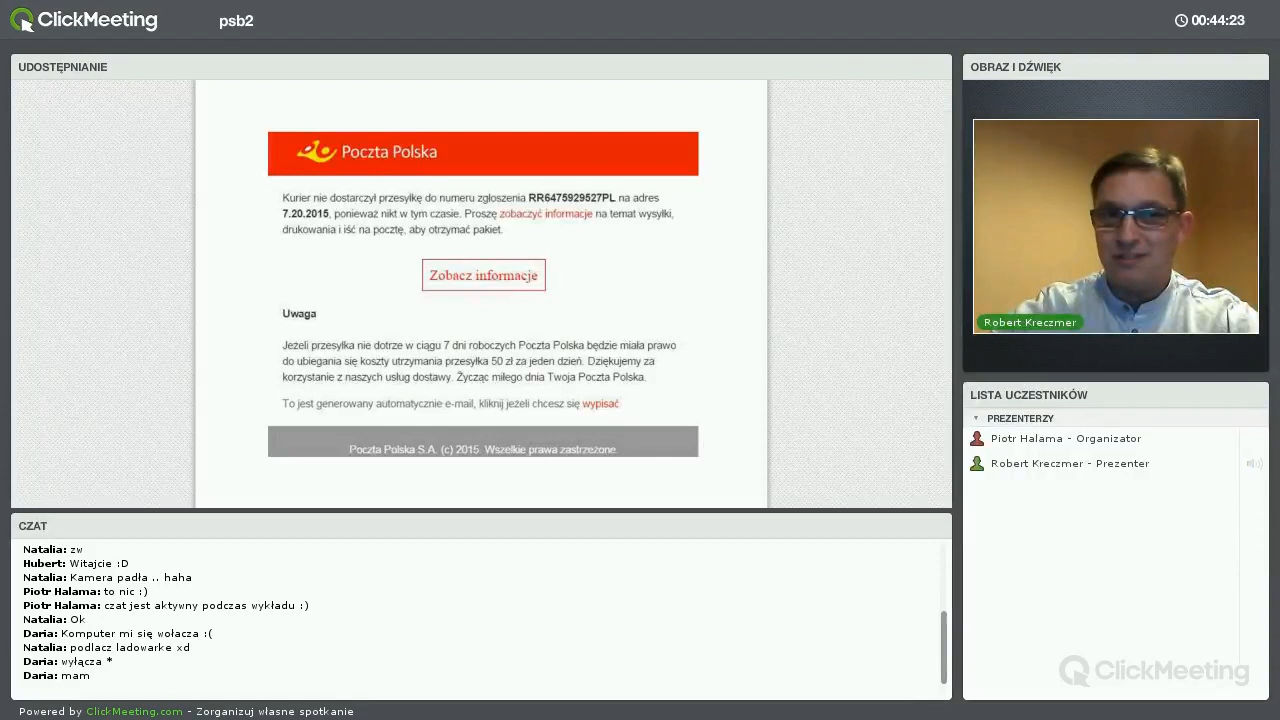 ClickMeeting
psb2
00:44:23
UDOSTĘPNIANIE
Poczta Polska
Kurier nie dostarczył przesyłkę do numeru zgłoszenia RR6475929527PL na adres
7.20.2015, ponieważ nikt w tym czasie. Proszę zobaczyć informacje na temat wysyłki,
drukowania i iść na pocztę, aby otrzymać pakiet.
Zobacz informacje
Uwaga
Jeżeli przesyłka nie dotrze w ciągu 7 dni roboczych Poczta Polska będzie miała prawo
do ubiegania się koszty utrzymania przesyłka 50 zł za jeden dzień. Dziękujemy za
korzystanie z naszych usług dostawy. Życząc miłego dnia Twoja Poczta Polska.
To jest generowany automatycznie e-mail, kliknij jeżeli chcesz się wypisać
Poczta Polska S.A. (c) 2015. Wszelkie prawa zastrzeżone.
CZAT
Natalia: zw
Hubert: Witajcie :D
Natalia: Kamera padła .. haha
Piotr Halama: to nic :)
Piotr Halama: czat jest aktywny podczas wykładu :)
Natalia: Ok
Daria: Komputer mi się wołacza :(
Natalia: podlacz ladowarke xd
Daria: wyłącza *
Daria: mam
OBRAZ I DŹWIĘK
Robert Kreczmer
LISTA UCZESTNIKÓW
PREZENTERZY
Piotr Halama - Organizator
Robert Kreczmer - Prezenter
ClickMeeting
Powered by ClickMeeting.com - Zorganizuj własne spotkanie